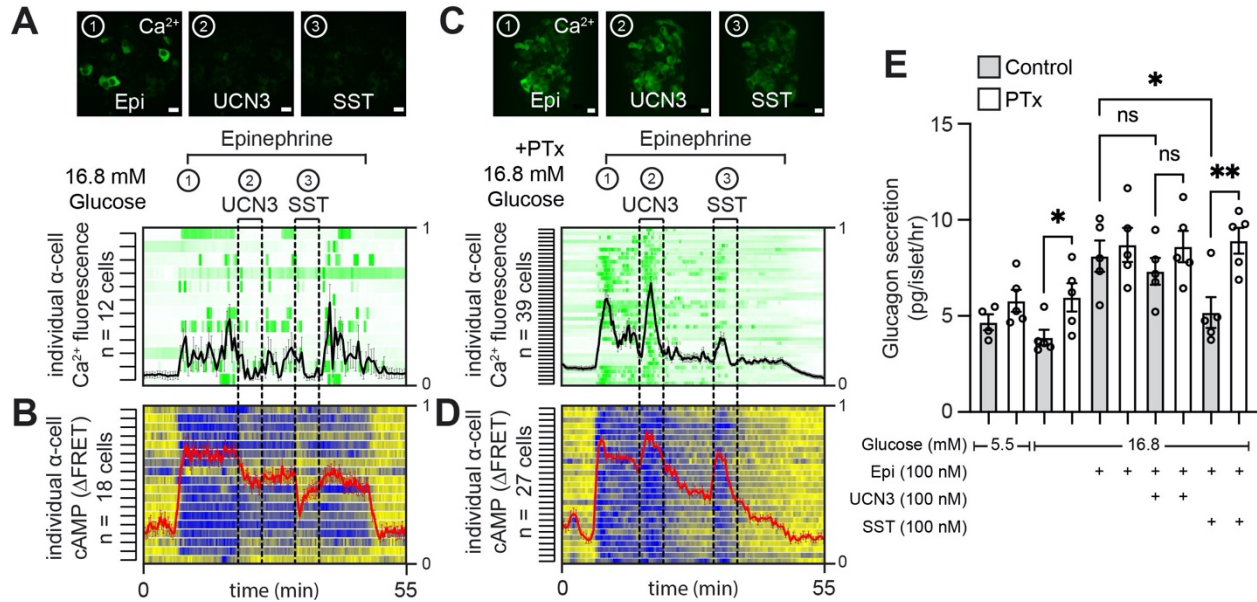 A
① Ca²⁺
②
③
Epi
UCN3
SST
Epinephrine
16.8 mM
Glucose
①
②
③
UCN3
SST
individual α-cell
Ca²⁺ fluorescence
n = 12 cells
1
0
B
individual α-cell
cAMP (ΔFRET)
n = 18 cells
1
0
0
time (min)
55
C
① Ca²⁺
②
③
Epi
UCN3
SST
Epinephrine
+PTx
16.8 mM
Glucose
①
②
③
UCN3
SST
individual α-cell
Ca²⁺ fluorescence
n = 39 cells
1
0
D
individual α-cell
cAMP (ΔFRET)
n = 27 cells
1
0
0
time (min)
55
E
Control
PTx
Glucagon secretion
(pg/islet/hr)
15
10
5
0
*
ns
ns
*
**
Glucose (mM) 5.5 16.8
Epi (100 nM) + + + + + +
UCN3 (100 nM) + +
SST (100 nM) + +